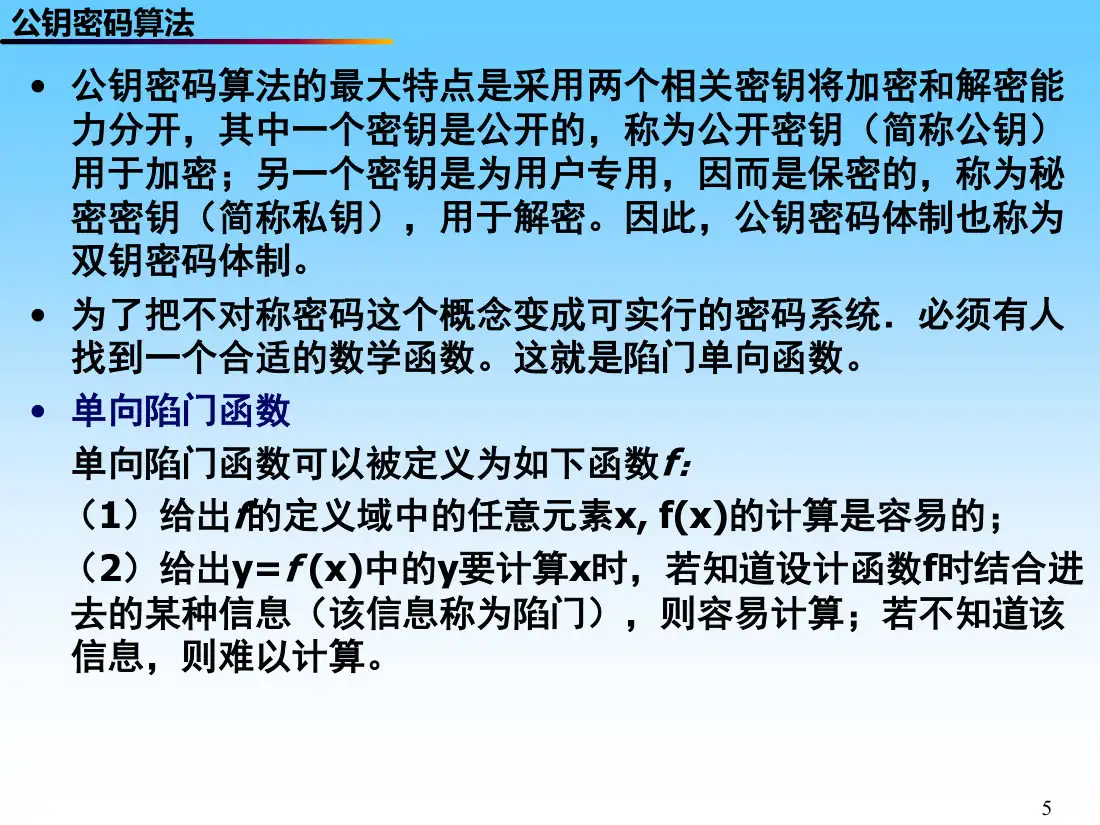 公钥密码算法
• 公钥密码算法的最大特点是采用两个相关密钥将加密和解密能
力分开，其中一个密钥是公开的，称为公开密钥（简称公钥）
用于加密；另一个密钥是为用户专用，因而是保密的，称为秘
密密钥（简称私钥），用于解密。因此，公钥密码体制也称为
双钥密码体制。
• 为了把不对称密码这个概念变成可实行的密码系统．必须有人
找到一个合适的数学函数。这就是陷门单向函数。
• 单向陷门函数
单向陷门函数可以被定义为如下函数f：
（1）给出f的定义域中的任意元素x, f(x)的计算是容易的；
（2）给出y=f (x)中的y要计算x时，若知道设计函数f时结合进
去的某种信息（该信息称为陷门），则容易计算；若不知道该
信息，则难以计算。
5